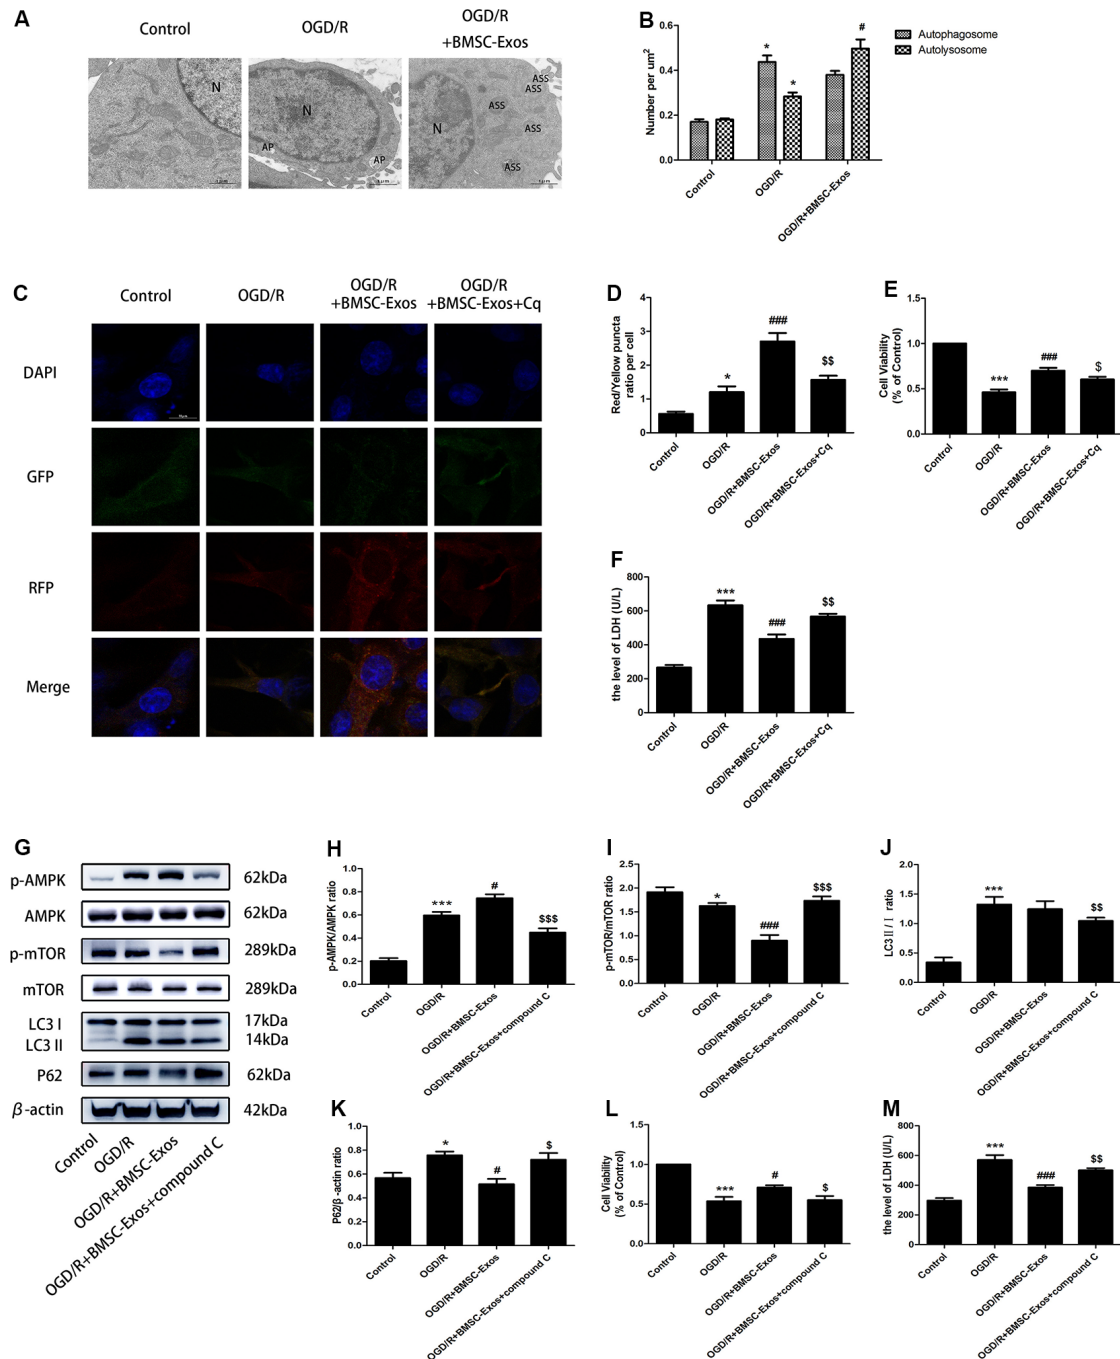 A
Control
OGD/R
OGD/R
+BMSC-Exos
N
N
AP
AP
N
ASS
ASS
ASS
ASS
ASS
ASS
B
Number per um²
0.6
0.4
0.2
0.0
*
*
#
Autophagosome
Autolysosome
Control
OGD/R
OGD/R+BMSC-Exos
C
Control
OGD/R
OGD/R
+BMSC-Exos
OGD/R
+BMSC-Exos+Cq
DAPI
GFP
RFP
Merge
D
Red/Yellow puncta
ratio per cell
4
3
2
1
0
*
###
$$
Control
OGD/R
OGD/R+BMSC-Exos
OGD/R+BMSC-Exos+Cq
E
Cell Viability
(% of Control)
1.5
1.0
0.5
0.0
***
###
$
Control
OGD/R
OGD/R+BMSC-Exos
OGD/R+BMSC-Exos+Cq
F
the level of LDH (U/L)
800
600
400
200
0
***
###
$$
Control
OGD/R
OGD/R+BMSC-Exos
OGD/R+BMSC-Exos+Cq
G
p-AMPK 62kDa
AMPK 62kDa
p-mTOR 289kDa
mTOR 289kDa
LC3 I 17kDa
LC3 II 14kDa
P62 62kDa
β-actin 42kDa
Control
OGD/R
OGD/R+BMSC-Exos
OGD/R+BMSC-Exos+compound C
H
p-AMPK/AMPK ratio
1.0
0.8
0.6
0.4
0.2
0.0
***
#
$$$
Control
OGD/R
OGD/R+BMSC-Exos
OGD/R+BMSC-Exos+compound C
I
p-mTOR/mTOR ratio
2.5
2.0
1.5
1.0
0.5
0.0
*
###
$$$
Control
OGD/R
OGD/R+BMSC-Exos
OGD/R+BMSC-Exos+compound C
J
LC3Ⅱ/Ⅰ ratio
2.0
1.5
1.0
0.5
0.0
***
$$
Control
OGD/R
OGD/R+BMSC-Exos
OGD/R+BMSC-Exos+compound C
K
P62/β-actin ratio
1.0
0.8
0.6
0.4
0.2
0.0
*
#
$
Control
OGD/R
OGD/R+BMSC-Exos
OGD/R+BMSC-Exos+compound C
L
Cell Viability
(% of Control)
1.5
1.0
0.5
0.0
***
#
$
Control
OGD/R
OGD/R+BMSC-Exos
OGD/R+BMSC-Exos+compound C
M
the level of LDH (U/L)
800
600
400
200
0
***
###
$$
Control
OGD/R
OGD/R+BMSC-Exos
OGD/R+BMSC-Exos+compound C